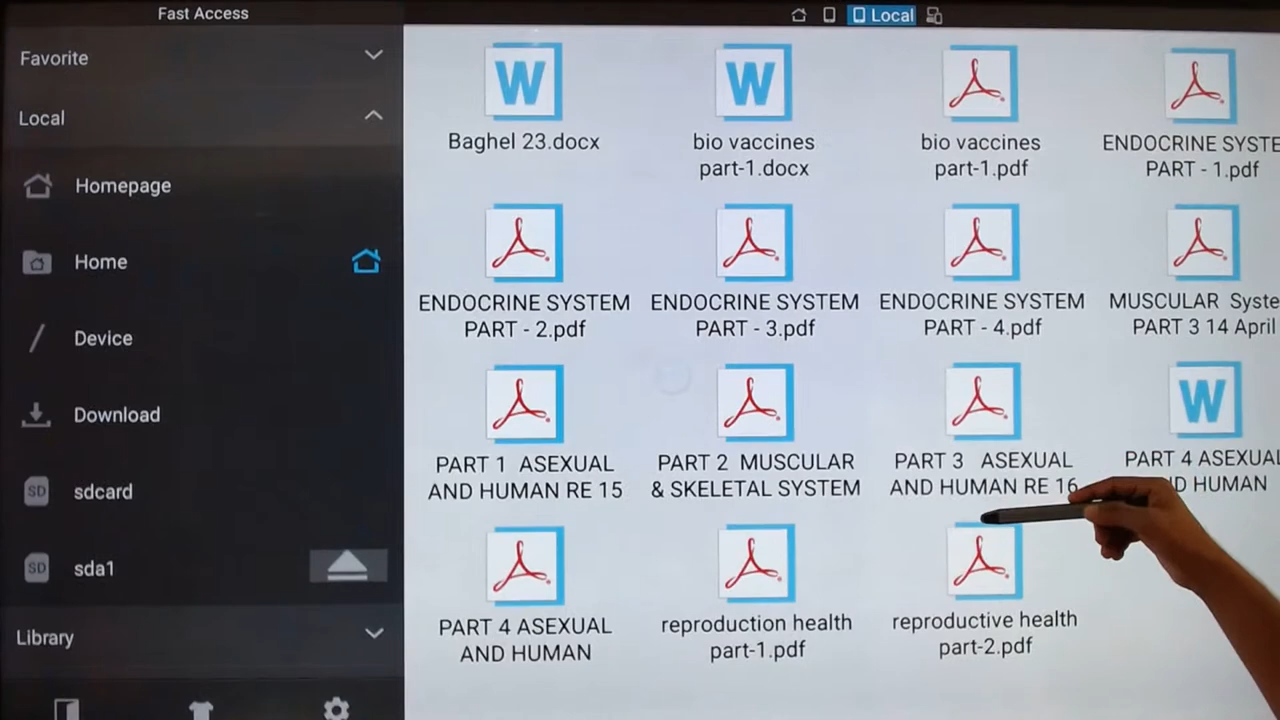 Fast Access
Local
Favorite
Local
Homepage
Home
Device
Download
SD sdcard
SD sda1
Library
W
Baghel 23.docx
W
bio vaccines
part-1.docx
bio vaccines
part-1.pdf
ENDOCRINE SYSTE
PART - 1.pdf
ENDOCRINE SYSTEM
PART - 2.pdf
ENDOCRINE SYSTEM
PART - 3.pdf
ENDOCRINE SYSTEM
PART - 4.pdf
MUSCULAR Syste
PART 3 14 April
PART 1 ASEXUAL
AND HUMAN RE 15
PART 2 MUSCULAR
& SKELETAL SYSTEM
PART 3 ASEXUAL
AND HUMAN RE 16
W
PART 4 ASEXUAL
HUMAN
PART 4 ASEXUAL
AND HUMAN
reproduction health
part-1.pdf
reproductive health
part-2.pdf